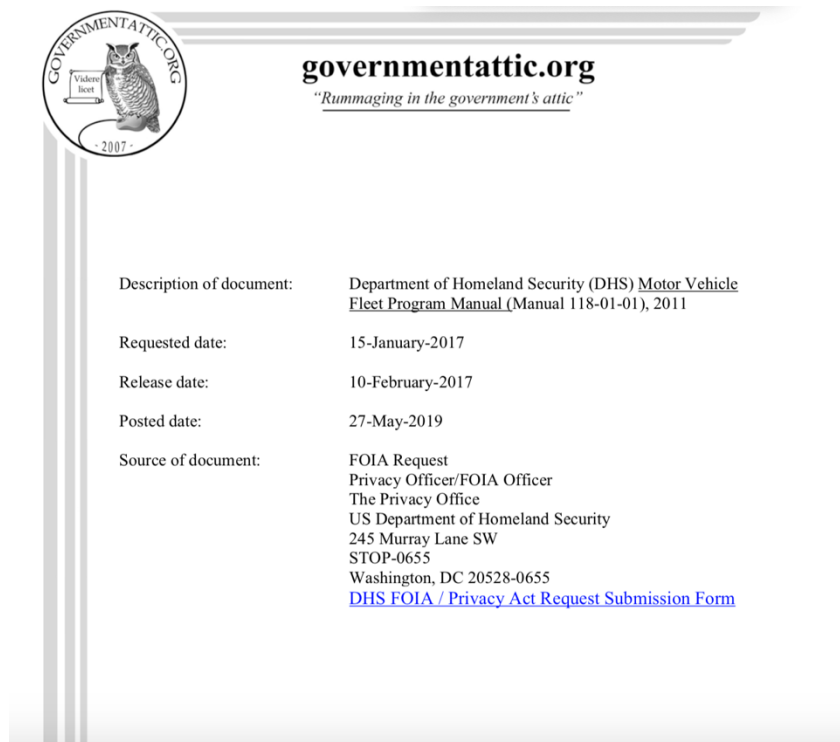 GOVERNMENTATTIC.ORG
Videre
licet
- 2007 -
governmentattic.org
“Rummaging in the government’s attic”
Description of document: Department of Homeland Security (DHS) Motor Vehicle
Fleet Program Manual (Manual 118-01-01), 2011
Requested date: 15-January-2017
Release date: 10-February-2017
Posted date: 27-May-2019
Source of document: FOIA Request
Privacy Officer/FOIA Officer
The Privacy Office
US Department of Homeland Security
245 Murray Lane SW
STOP-0655
Washington, DC 20528-0655
DHS FOIA / Privacy Act Request Submission Form